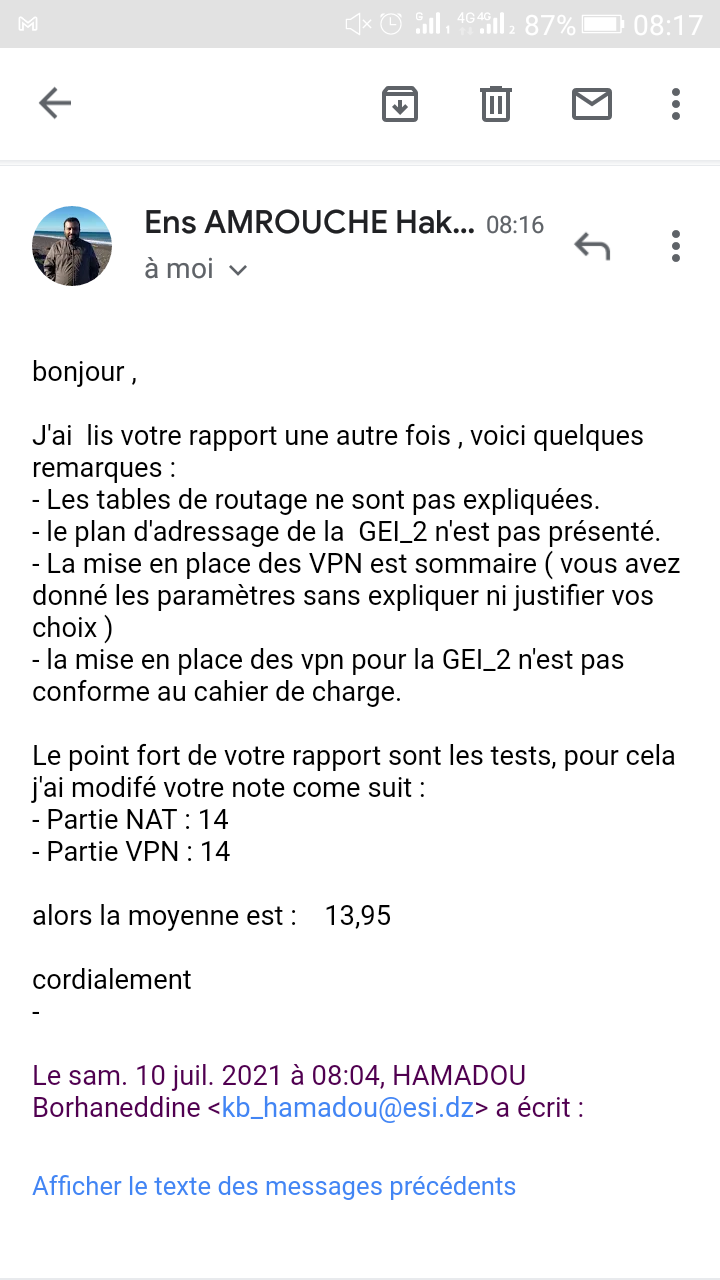 87% 08:17
Ens AMROUCHE Hak... 08:16
à moi
bonjour ,
J'ai  lis votre rapport une autre fois , voici quelques
remarques :
- Les tables de routage ne sont pas expliquées.
- le plan d'adressage de la  GEI_2 n'est pas présenté.
- La mise en place des VPN est sommaire ( vous avez
donné les paramètres sans expliquer ni justifier vos
choix )
- la mise en place des vpn pour la GEI_2 n'est pas
conforme au cahier de charge.
Le point fort de votre rapport sont les tests, pour cela
j'ai modifé votre note come suit :
- Partie NAT : 14
- Partie VPN : 14
alors la moyenne est :    13,95
cordialement
-
Le sam. 10 juil. 2021 à 08:04, HAMADOU
Borhaneddine <kb_hamadou@esi.dz> a écrit :
Afficher le texte des messages précédents